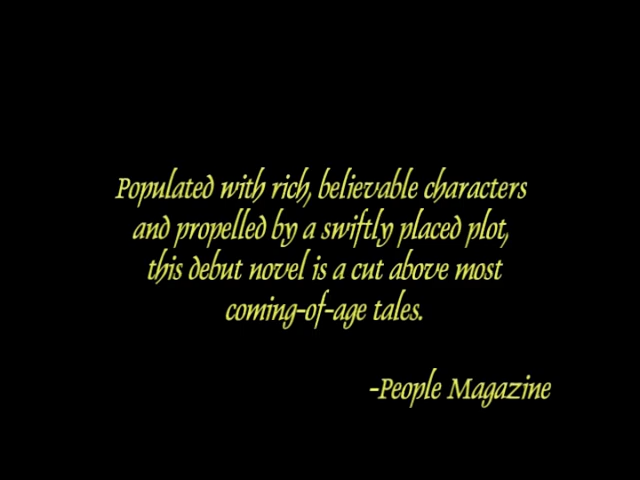 Populated with rich, believable characters
and propelled by a swiftly placed plot,
this debut novel is a cut above most
coming-of-age tales.
-People Magazine